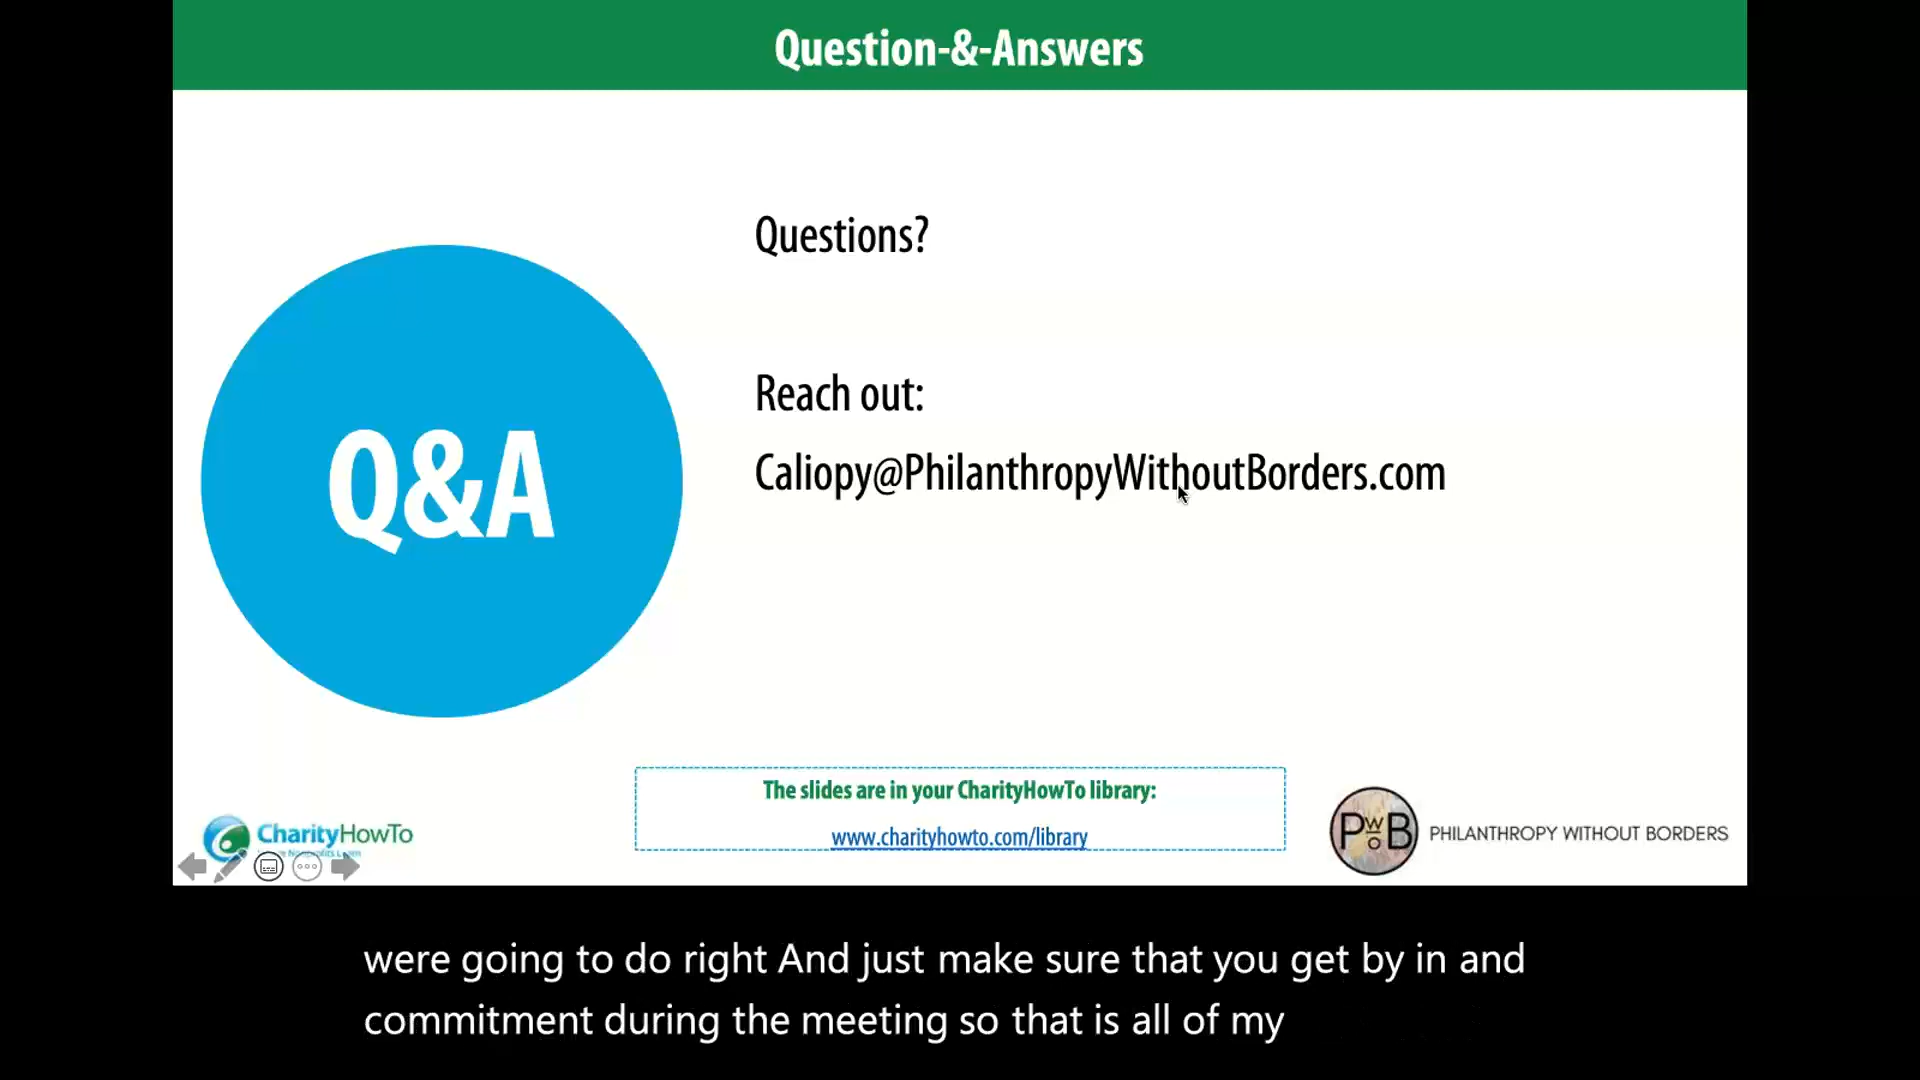 Question-&-Answers
Questions?
Reach out:
Caliopy@PhilanthropyWithoutBorders.com
Q&A
The slides are in your CharityHowTo library:
www.charityhowto.com/library
CharityHowTo
PWoB
PHILANTHROPY WITHOUT BORDERS
were going to do right And just make sure that you get by in and
commitment during the meeting so that is all of my